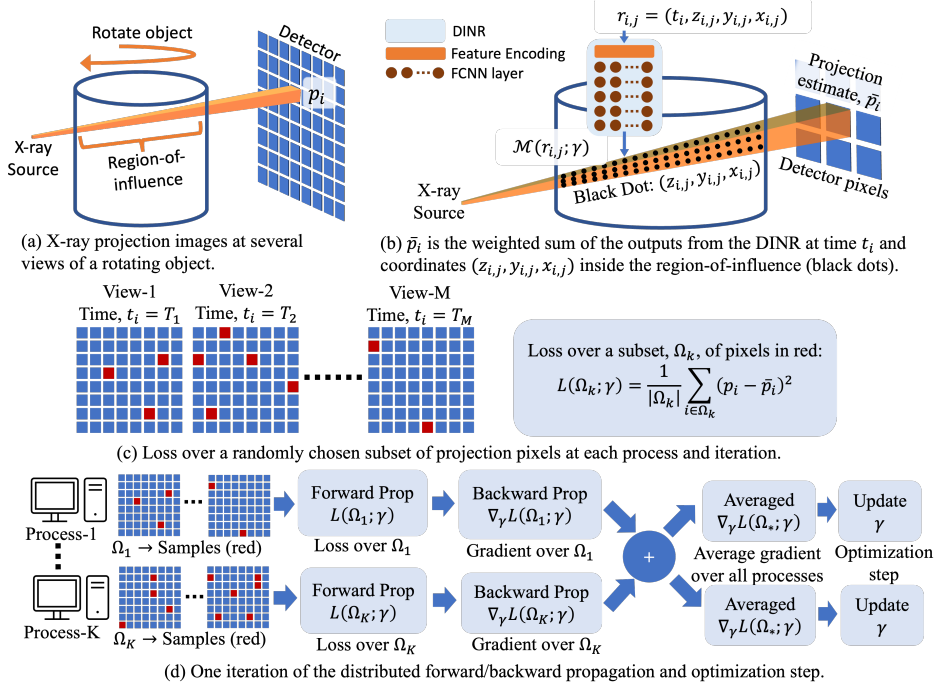 Rotate object
Detector
p_i
X-ray
Source
Region-of-
influence
(a) X-ray projection images at several
views of a rotating object.
r_{i,j} = (t_i, z_{i,j}, y_{i,j}, x_{i,j})
DINR
Feature Encoding
FCNN layer
Projection
estimate, p̄_i
ℳ(r_{i,j}; γ)
X-ray
Source
Black Dot: (z_{i,j}, y_{i,j}, x_{i,j})
Detector pixels
(b) p̄_i is the weighted sum of the outputs from the DINR at time t_i and
coordinates (z_{i,j}, y_{i,j}, x_{i,j}) inside the region-of-influence (black dots).
View-1
Time, t_i = T_1
View-2
Time, t_i = T_2
View-M
Time, t_i = T_M
Loss over a subset, Ω_k, of pixels in red:
L(Ω_k; γ) = 1/|Ω_k| ∑_{i∈Ω_k} (p_i − p̄_i)^2
(c) Loss over a randomly chosen subset of projection pixels at each process and iteration.
Process-1
Ω_1 → Samples (red)
Forward Prop
L(Ω_1; γ)
Loss over Ω_1
Backward Prop
∇_γ L(Ω_1; γ)
Gradient over Ω_1
+
Averaged
∇_γ L(Ω_*; γ)
Average gradient
over all processes
Update
γ
Optimization
step
Process-K
Ω_K → Samples (red)
Forward Prop
L(Ω_K; γ)
Loss over Ω_K
Backward Prop
∇_γ L(Ω_K; γ)
Gradient over Ω_K
Averaged
∇_γ L(Ω_*; γ)
Update
γ
(d) One iteration of the distributed forward/backward propagation and optimization step.